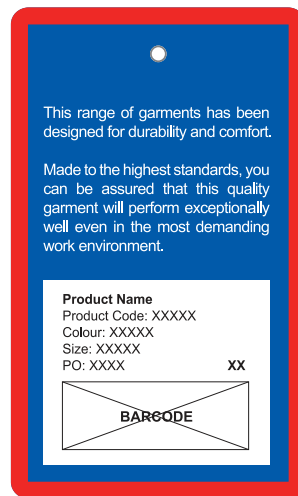 This range of garments has been
designed for durability and comfort.
Made to the highest standards, you
can be assured that this quality
garment will perform exceptionally
well even in the most demanding
work environment.
Product Name
Product Code: XXXXX
Colour: XXXXX
Size: XXXXX
PO: XXXX XX
BARCODE